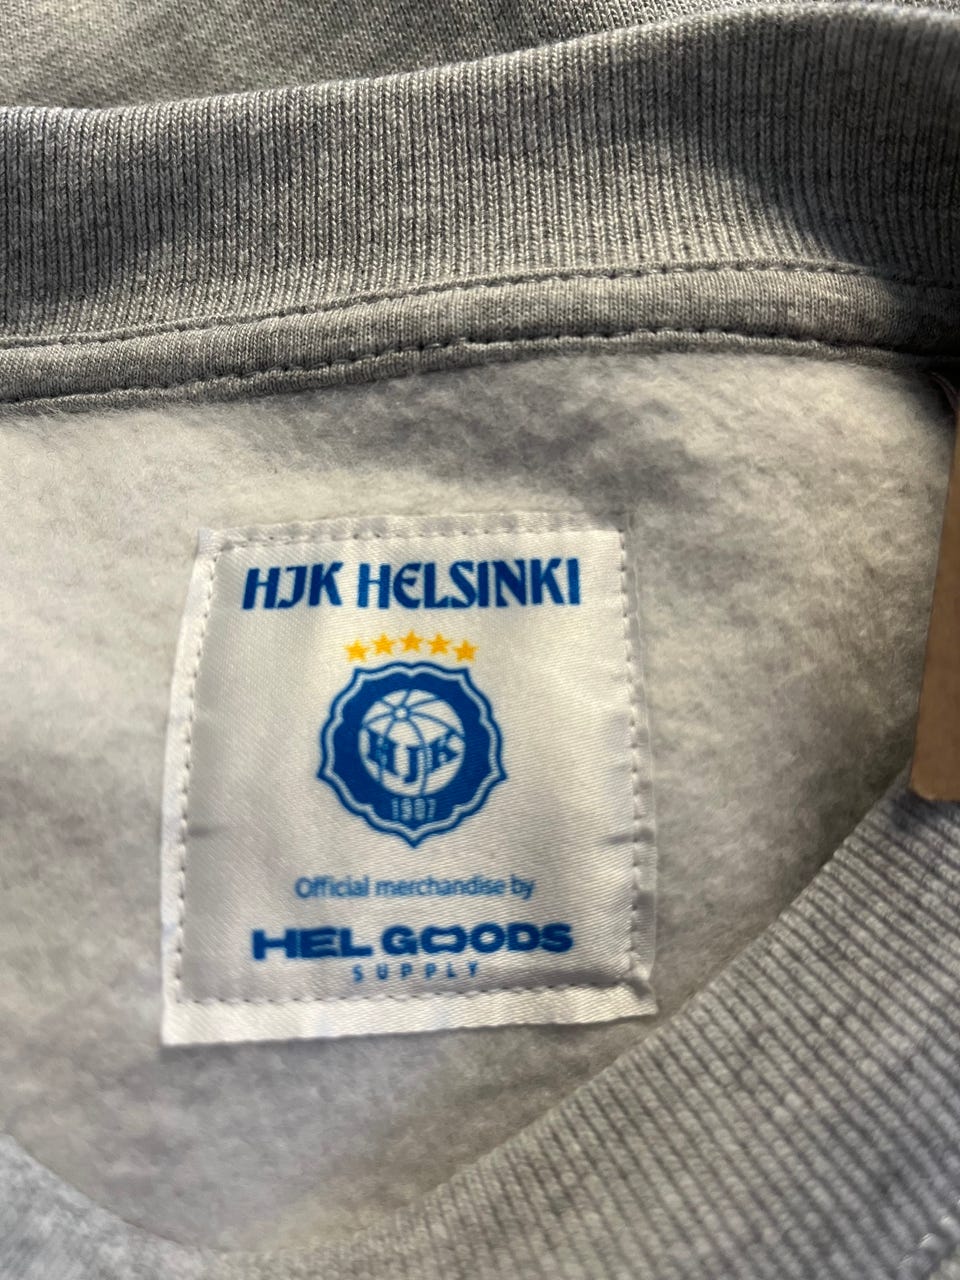 HJK HELSINKI
HJK
1907
Official merchandise by
HEL GOODS
SUPPLY